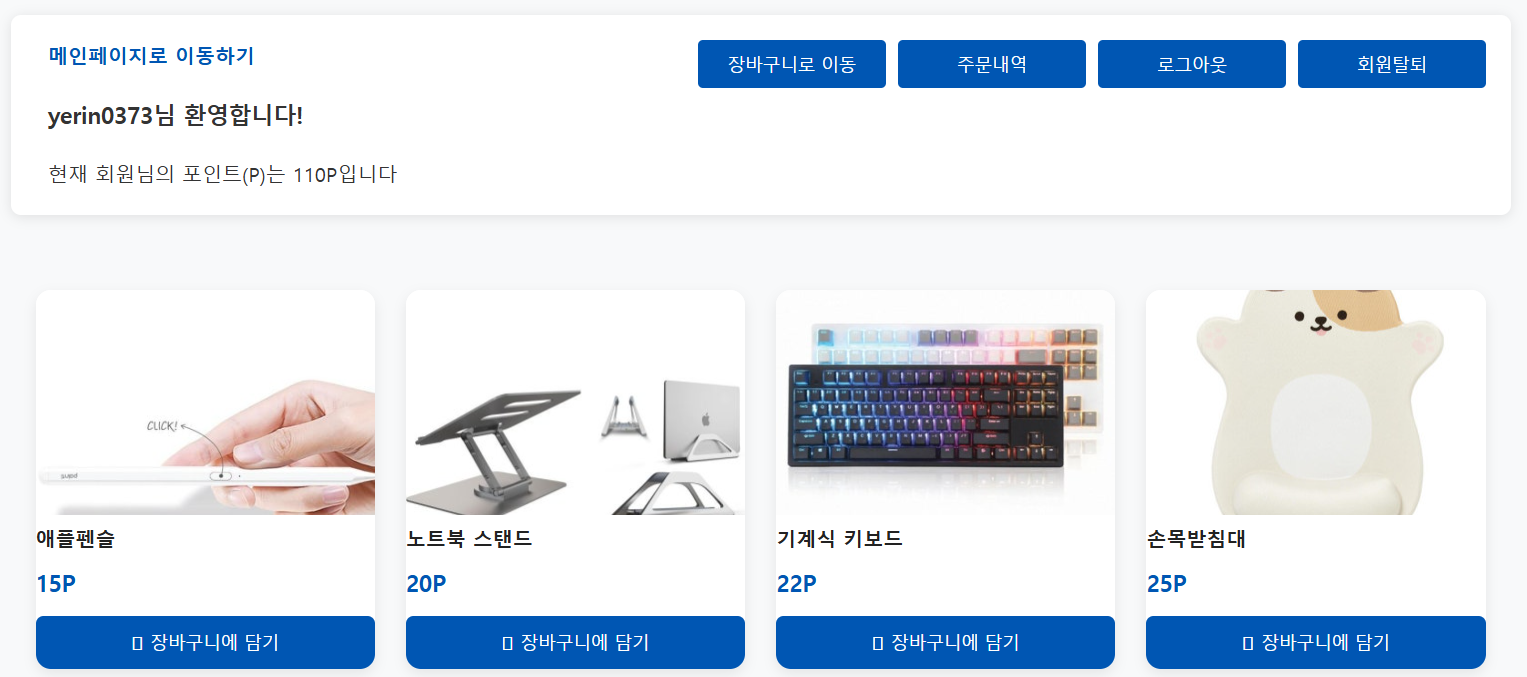 메인페이지로 이동하기
장바구니로 이동
주문내역
로그아웃
회원탈퇴
yerin0373님 환영합니다!
현재 회원님의 포인트(P)는 110P입니다
CLICK!
애플펜슬
15P
장바구니에 담기
노트북 스탠드
20P
장바구니에 담기
기계식 키보드
22P
장바구니에 담기
손목받침대
25P
장바구니에 담기